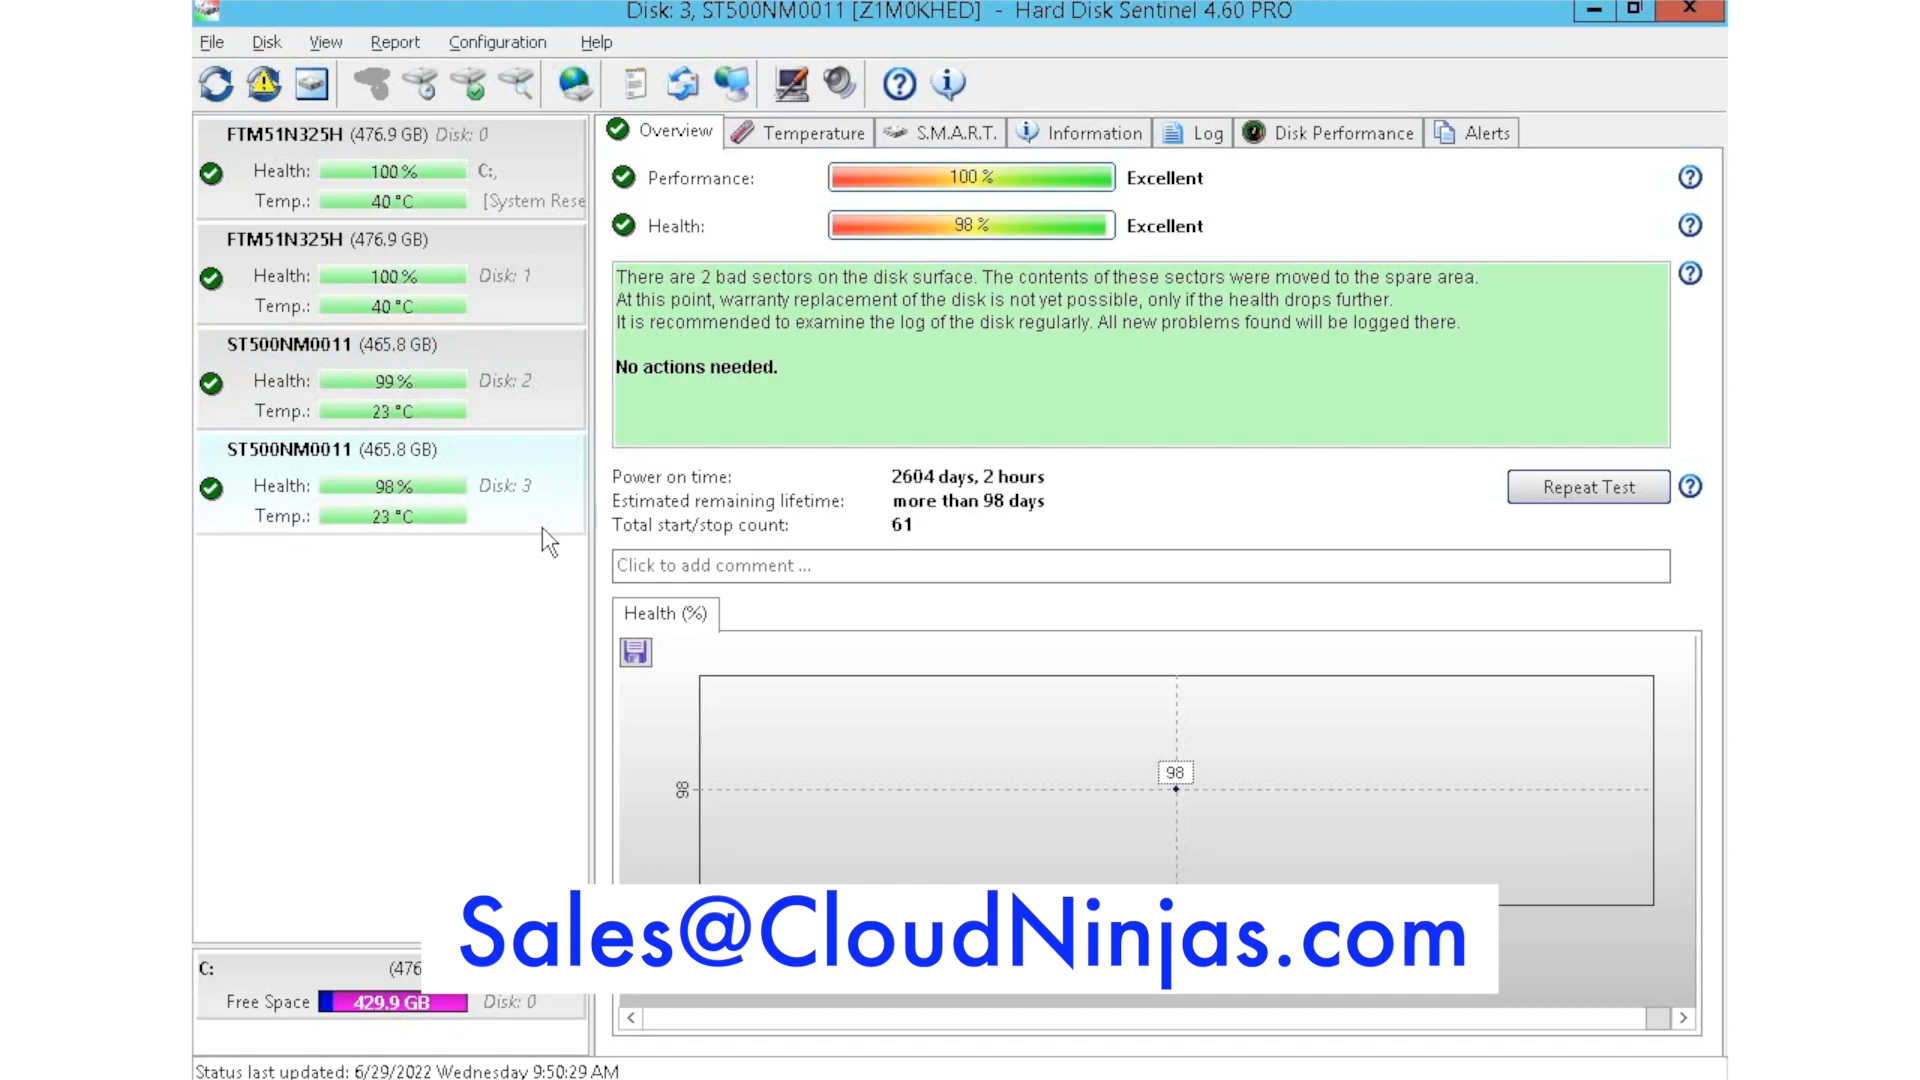 Disk: 3, ST500NM0011 [Z1M0KHED] - Hard Disk Sentinel 4.60 PRO
File Disk View Report Configuration Help
FTM51N325H (476.9 GB) Disk: 0
Health: 100 % C:,
Temp.: 40 °C [System Rese
FTM51N325H (476.9 GB)
Health: 100 % Disk: 1
Temp.: 40 °C
ST500NM0011 (465.8 GB)
Health: 99 % Disk: 2
Temp.: 23 °C
ST500NM0011 (465.8 GB)
Health: 98 % Disk: 3
Temp.: 23 °C
C: (476
Free Space 429.9 GB Disk: 0
Overview Temperature S.M.A.R.T. Information Log Disk Performance Alerts
Performance: 100 % Excellent
Health: 98 % Excellent
There are 2 bad sectors on the disk surface. The contents of these sectors were moved to the spare area.
At this point, warranty replacement of the disk is not yet possible, only if the health drops further.
It is recommended to examine the log of the disk regularly. All new problems found will be logged there.
No actions needed.
Power on time: 2604 days, 2 hours
Estimated remaining lifetime: more than 98 days
Total start/stop count: 61
Repeat Test
Click to add comment ...
Health (%)
98
98
Sales@CloudNinjas.com
Status last updated: 6/29/2022 Wednesday 9:50:29 AM